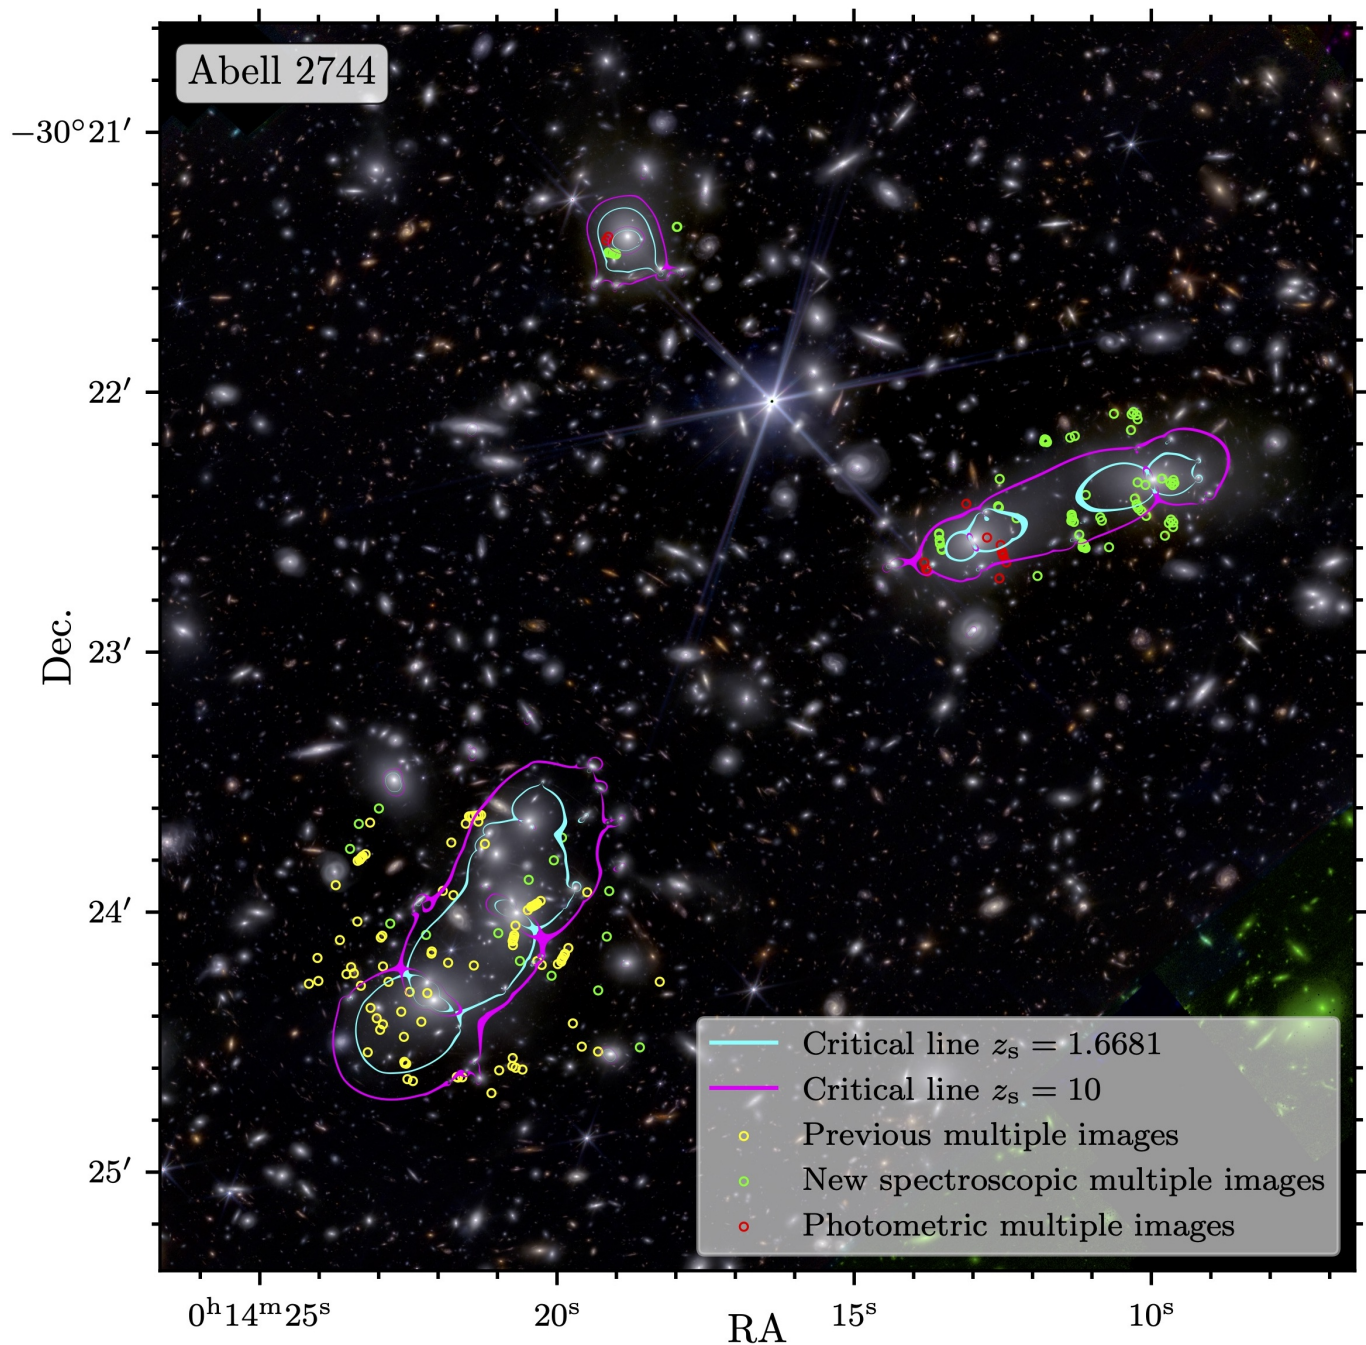 Abell 2744
−30°21′
22′
23′
24′
25′
Dec.
Critical line zₛ = 1.6681
Critical line zₛ = 10
Previous multiple images
New spectroscopic multiple images
Photometric multiple images
0ʰ14ᵐ25ˢ 20ˢ 15ˢ 10ˢ
RA